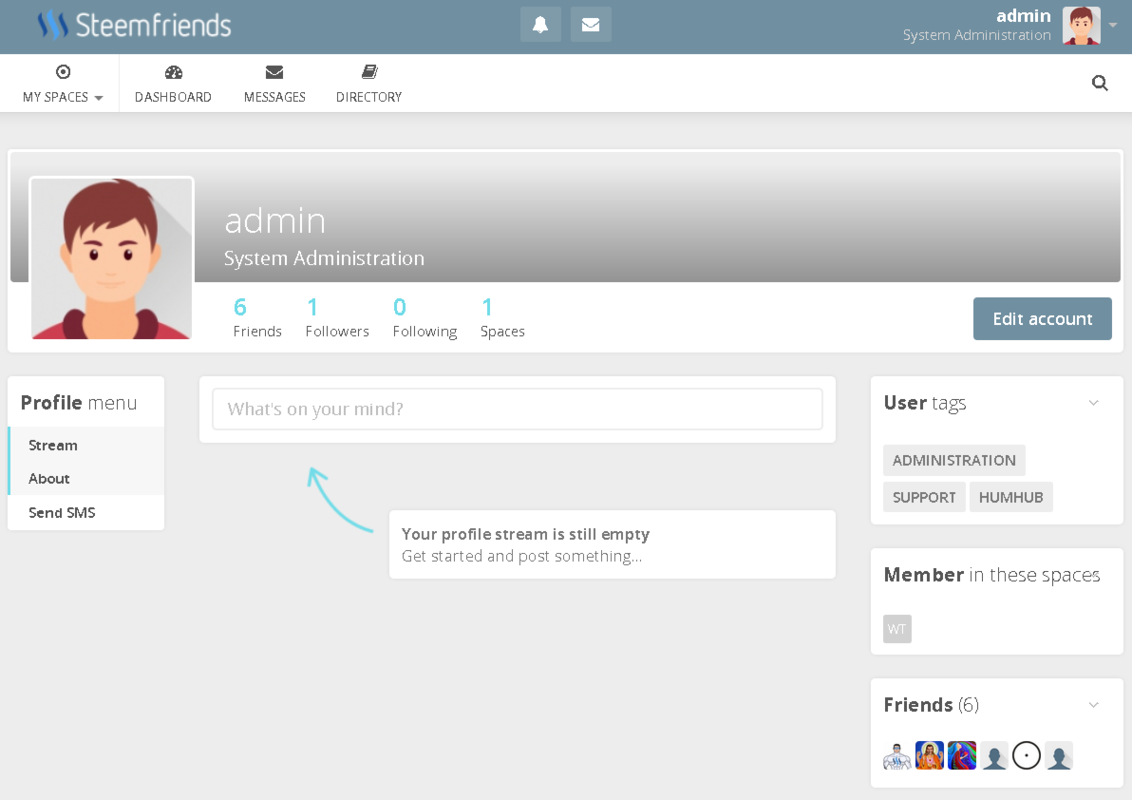 Steemfriends
admin
System Administration
MY SPACES
DASHBOARD
MESSAGES
DIRECTORY
admin
System Administration
6
Friends
1
Followers
0
Following
1
Spaces
Edit account
Profile menu
Stream
About
Send SMS
What's on your mind?
Your profile stream is still empty
Get started and post something...
User tags
ADMINISTRATION
SUPPORT
HUMHUB
Member in these spaces
WT
Friends (6)